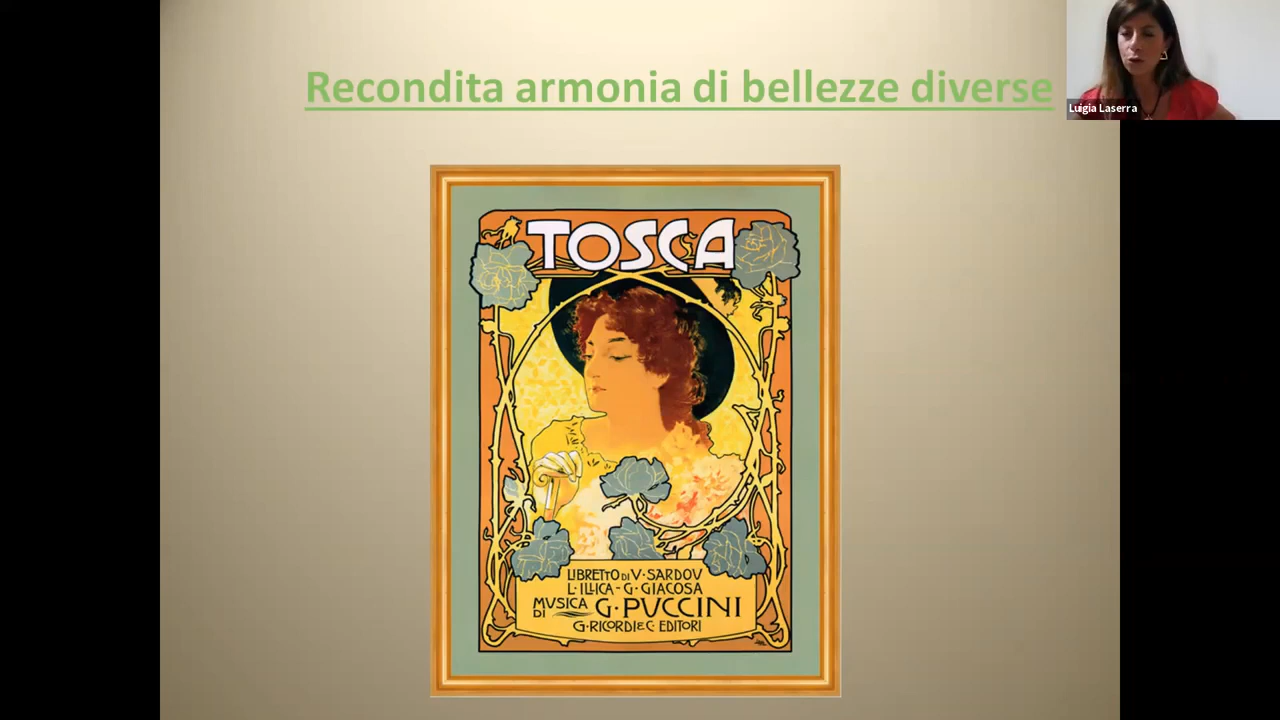 Recondita armonia di bellezze diverse
Luigia Laserra
TOSCA
LIBRETTO DI V. SARDOV
L. ILLICA - G. GIACOSA
MVSICA DI G. PVCCINI
G. RICORDI E C. EDITORI